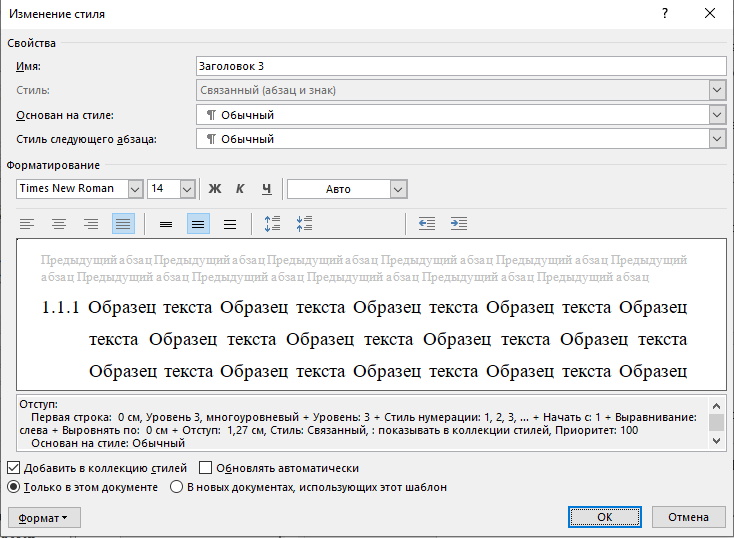 Изменение стиля ?
Свойства
Имя: Заголовок 3
Стиль: Связанный (абзац и знак)
Основан на стиле: ¶ Обычный
Стиль следующего абзаца: ¶ Обычный
Форматирование
Times New Roman 14 Ж К Ч Авто
Предыдущий абзац Предыдущий абзац Предыдущий абзац Предыдущий абзац Предыдущий абзац Предыдущий
абзац Предыдущий абзац Предыдущий абзац Предыдущий абзац Предыдущий абзац Предыдущий абзац
1.1.1 Образец текста Образец текста Образец текста Образец текста Образец
текста Образец текста Образец текста Образец текста Образец текста
Образец текста Образец текста Образец текста Образец текста Образец
Отступ:
Первая строка: 0 см, Уровень 3, многоуровневый + Уровень: 3 + Стиль нумерации: 1, 2, 3, ... + Начать с: 1 + Выравнивание:
слева + Выровнять по: 0 см + Отступ: 1,27 см, Стиль: Связанный, : показывать в коллекции стилей, Приоритет: 100
Основан на стиле: Обычный
Добавить в коллекцию стилей Обновлять автоматически
Только в этом документе В новых документах, использующих этот шаблон
Формат ОК Отмена